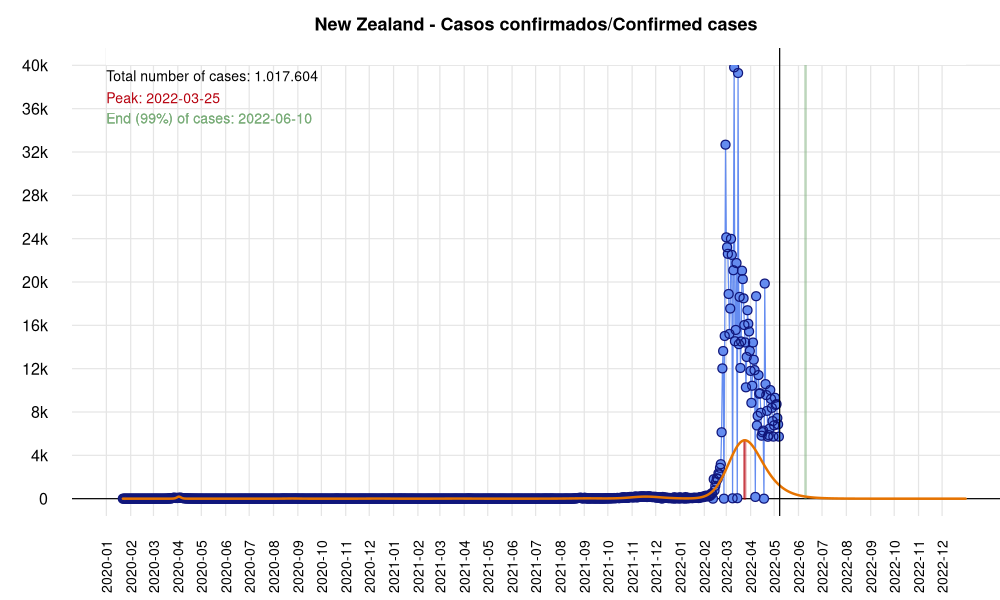 New Zealand - Casos confirmados/Confirmed cases
Total number of cases: 1.017.604
Peak: 2022-03-25
End (99%) of cases: 2022-06-10
40k
36k
32k
28k
24k
20k
16k
12k
8k
4k
0
2020-01
2020-02
2020-03
2020-04
2020-05
2020-06
2020-07
2020-08
2020-09
2020-10
2020-11
2020-12
2021-01
2021-02
2021-03
2021-04
2021-05
2021-06
2021-07
2021-08
2021-09
2021-10
2021-11
2021-12
2022-01
2022-02
2022-03
2022-04
2022-05
2022-06
2022-07
2022-08
2022-09
2022-10
2022-11
2022-12